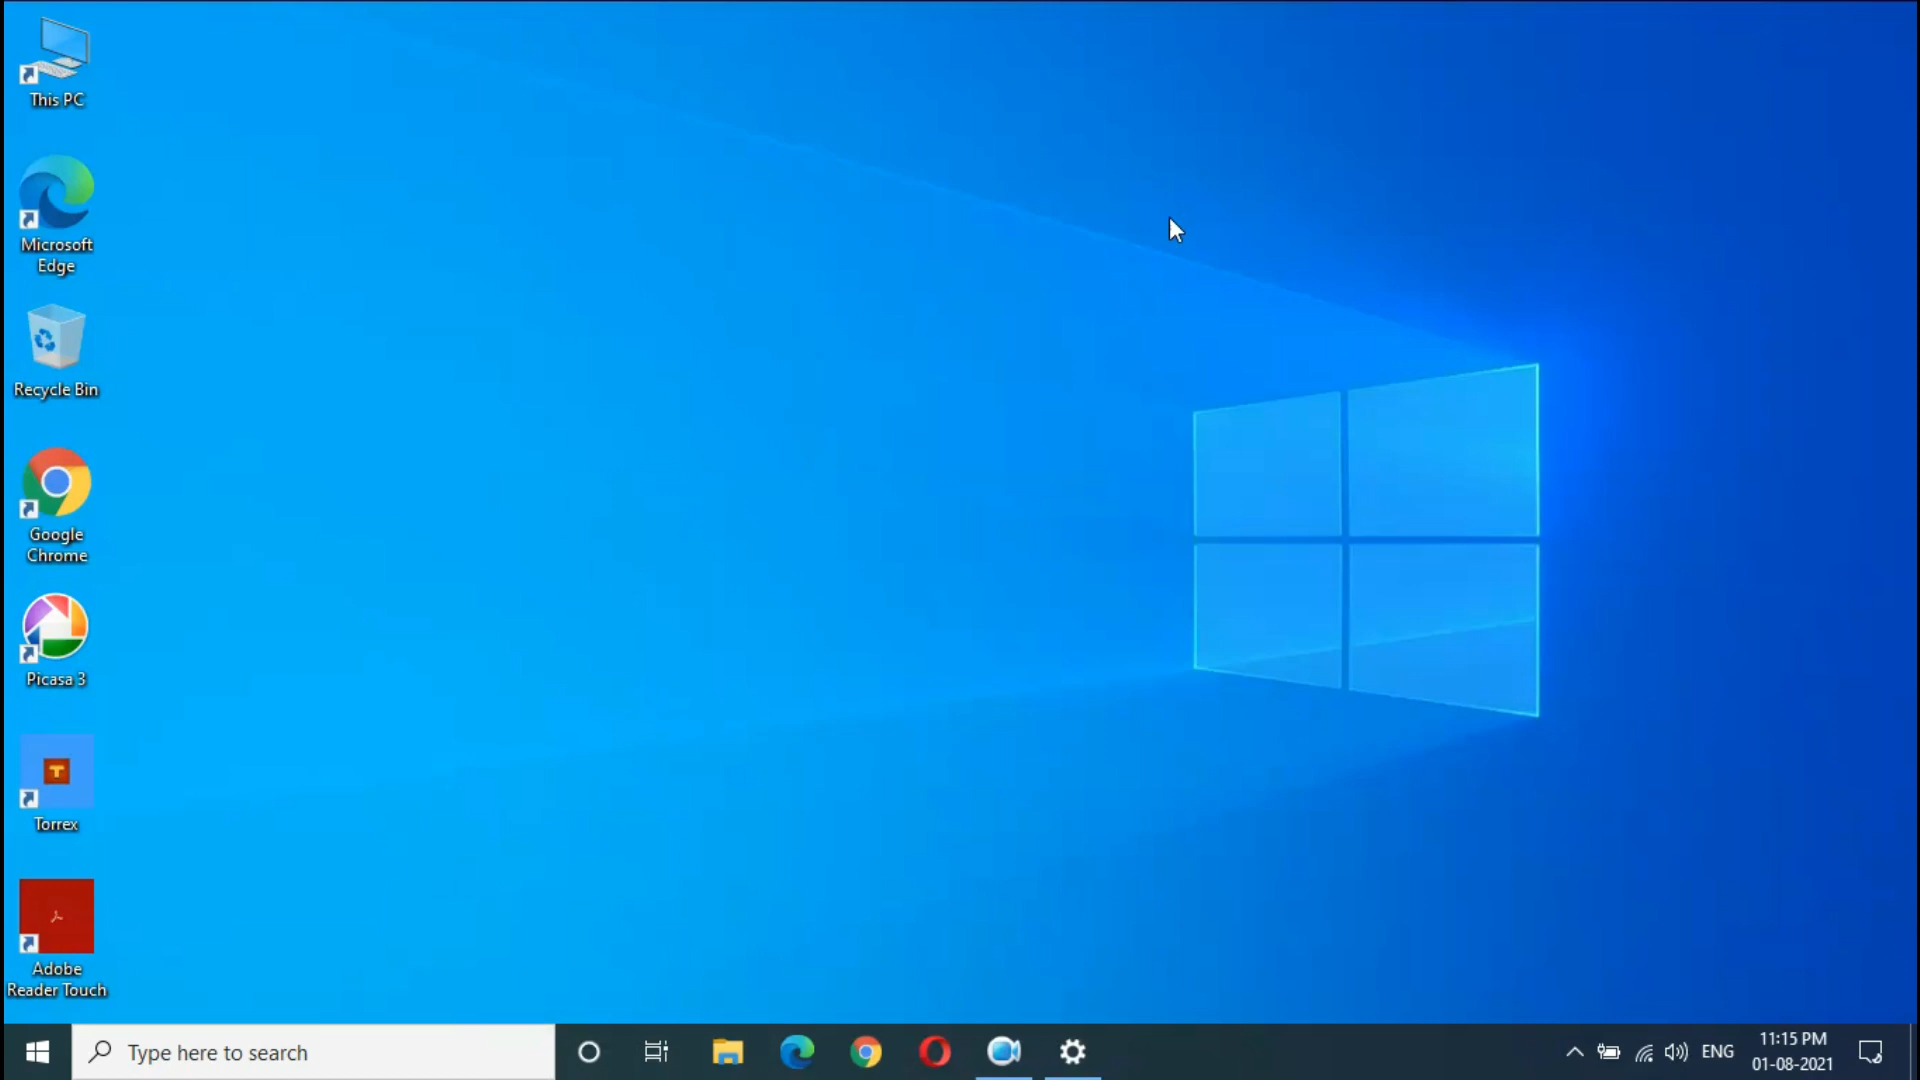 This PC
Microsoft
Edge
Recycle Bin
Google
Chrome
Picasa 3
T
Torrex
Adobe
Reader Touch
Type here to search
ENG
11:15 PM
01-08-2021